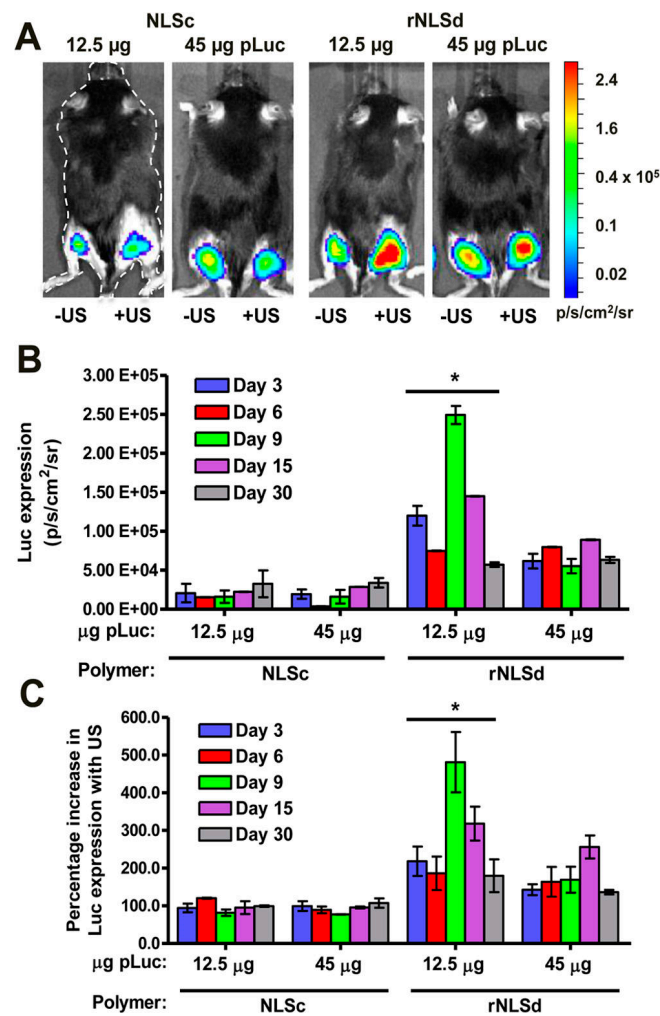 A
NLSc
rNLSd
12.5 µg
45 µg pLuc
12.5 µg
45 µg pLuc
2.4
1.6
0.4 x 10⁵
0.1
0.02
p/s/cm²/sr
-US
+US
-US
+US
-US
+US
-US
+US
B
Luc expression
(p/s/cm²/sr)
3.00 E+05
2.50 E+05
2.00 E+05
1.50 E+05
1.00 E+05
5.00 E+04
0.00 E+00
Day 3
Day 6
Day 9
Day 15
Day 30
*
µg pLuc:
12.5 µg
45 µg
12.5 µg
45 µg
Polymer:
NLSc
rNLSd
C
Percentage increase in
Luc expression with US
600.0
500.0
400.0
300.0
200.0
100.0
0.0
Day 3
Day 6
Day 9
Day 15
Day 30
*
µg pLuc:
12.5 µg
45 µg
12.5 µg
45 µg
Polymer:
NLSc
rNLSd